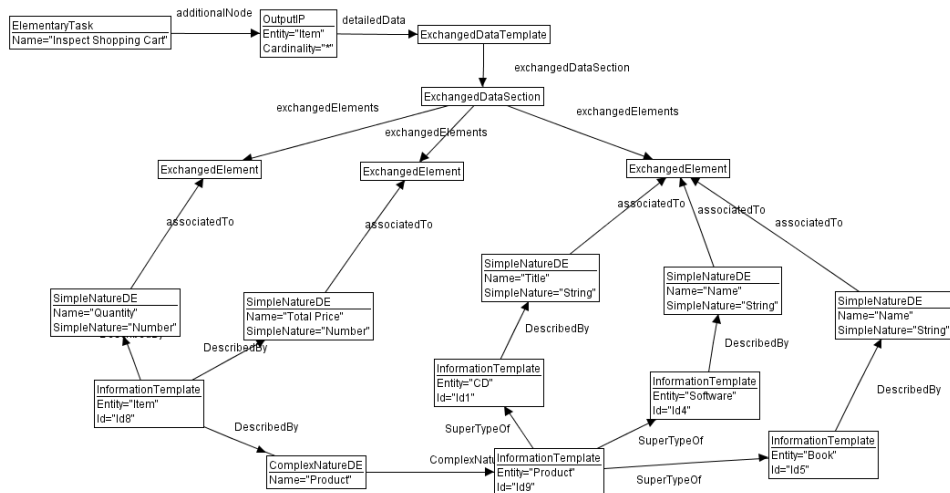 additionalNode
detailedData
ElementaryTask
Name="Inspect Shopping Cart"
OutputIP
Entity="Item"
Cardinality="*"
ExchangedDataTemplate
exchangedDataSection
ExchangedDataSection
exchangedElements
exchangedElements
exchangedElements
ExchangedElement
ExchangedElement
ExchangedElement
associatedTo
associatedTo
associatedTo
associatedTo
associatedTo
SimpleNatureDE
Name="Quantity"
SimpleNature="Number"
SimpleNatureDE
Name="Total Price"
SimpleNature="Number"
SimpleNatureDE
Name="Title"
SimpleNature="String"
SimpleNatureDE
Name="Name"
SimpleNature="String"
SimpleNatureDE
Name="Name"
SimpleNature="String"
DescribedBy
DescribedBy
DescribedBy
DescribedBy
DescribedBy
InformationTemplate
Entity="Item"
Id="Id8"
InformationTemplate
Entity="CD"
Id="Id1"
InformationTemplate
Entity="Software"
Id="Id4"
DescribedBy
SuperTypeOf
SuperTypeOf
InformationTemplate
Entity="Book"
Id="Id5"
ComplexNatureDE
Name="Product"
InformationTemplate
Entity="Product"
Id="Id9"
SuperTypeOf